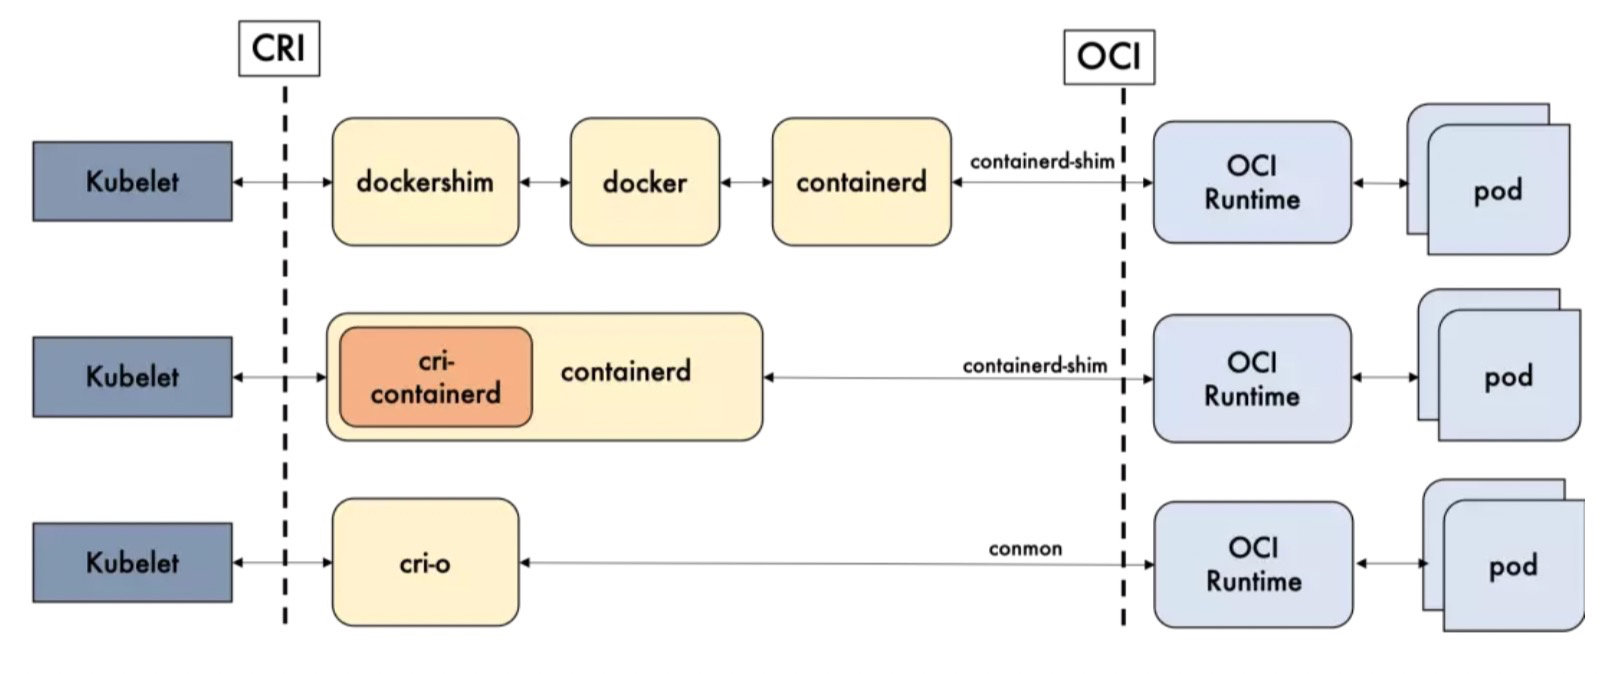 CRI
OCI
Kubelet
dockershim
docker
containerd
containerd-shim
OCI
Runtime
pod
Kubelet
cri-
containerd
containerd
containerd-shim
OCI
Runtime
pod
Kubelet
cri-o
conmon
OCI
Runtime
pod